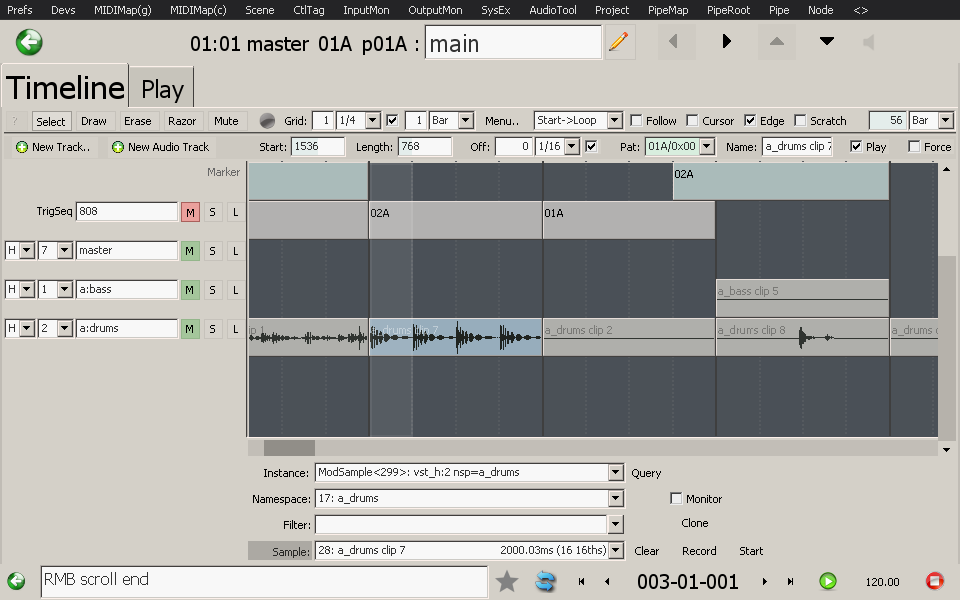 Prefs Devs MIDIMap(g) MIDIMap(c) Scene CtlTag InputMon OutputMon SysEx AudioTool Project PipeMap PipeRoot Pipe Node <>
01:01 master 01A p01A : main
Timeline Play
? Select Draw Erase Razor Mute Grid: 1 1/4 1 Bar Menu.. Start->Loop Follow Cursor Edge Scratch 56 Bar
New Track.. New Audio Track Start: 1536 Length: 768 Off: 0 1/16 Pat: 01A/0x00 Name: a_drums clip 7 Play Force
Marker 02A
TrigSeq 808 M S L 02A 01A
H 7 master M S L
H 1 a:bass M S L a_bass clip 5
H 2 a:drums M S L ip 1 a_drums clip 7 a_drums clip 2 a_drums clip 8 a_drums c
Instance: ModSample<299>: vst_h:2 nsp=a_drums Query
Namespace: 17: a_drums Monitor
Filter: Clone
Sample: 28: a_drums clip 7 2000.03ms (16 16ths) Clear Record Start
RMB scroll end 003-01-001 120.00